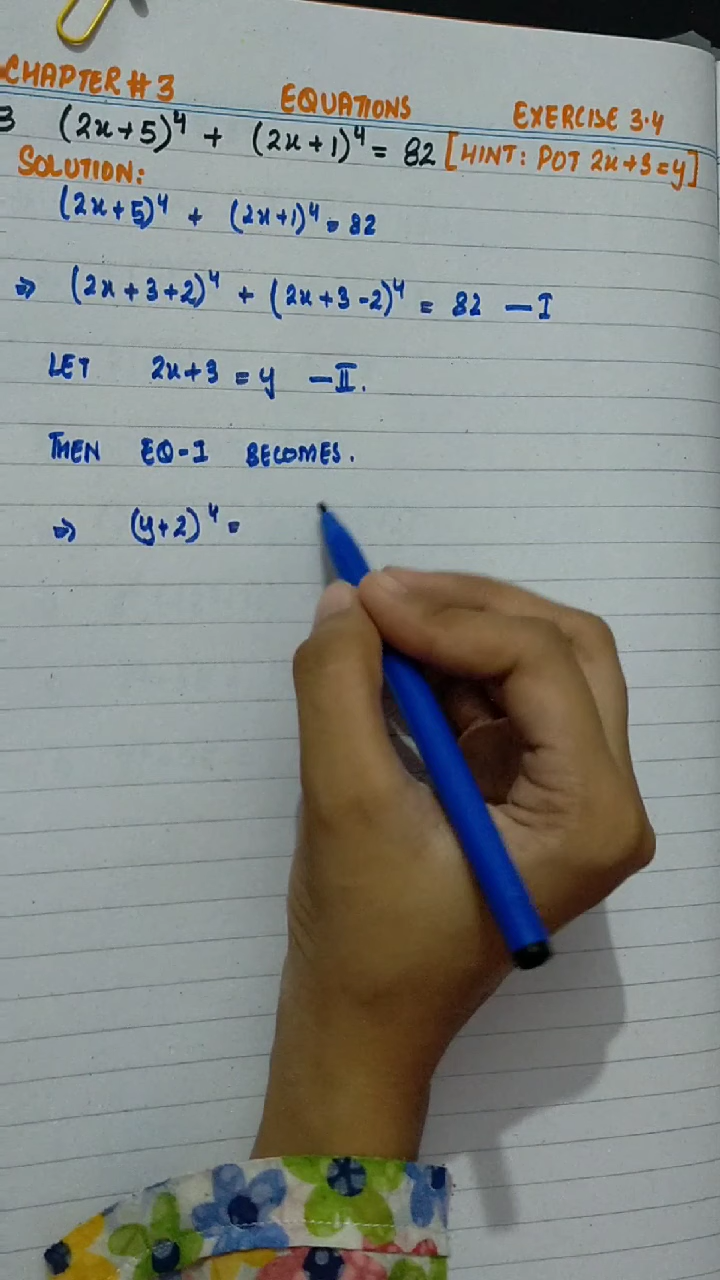 CHAPTER # 3 EQUATIONS EXERCISE 3.4
3 (2x+5)⁴ + (2x+1)⁴ = 82 [HINT: POT 2x+3=y]
SOLUTION:
(2x+5)⁴ + (2x+1)⁴ = 82
⇒ (2x+3+2)⁴ + (2x+3-2)⁴ = 82 —I
LET 2x+3 = y —II.
THEN EQ-I BECOMES.
⇒ (y+2)⁴ =